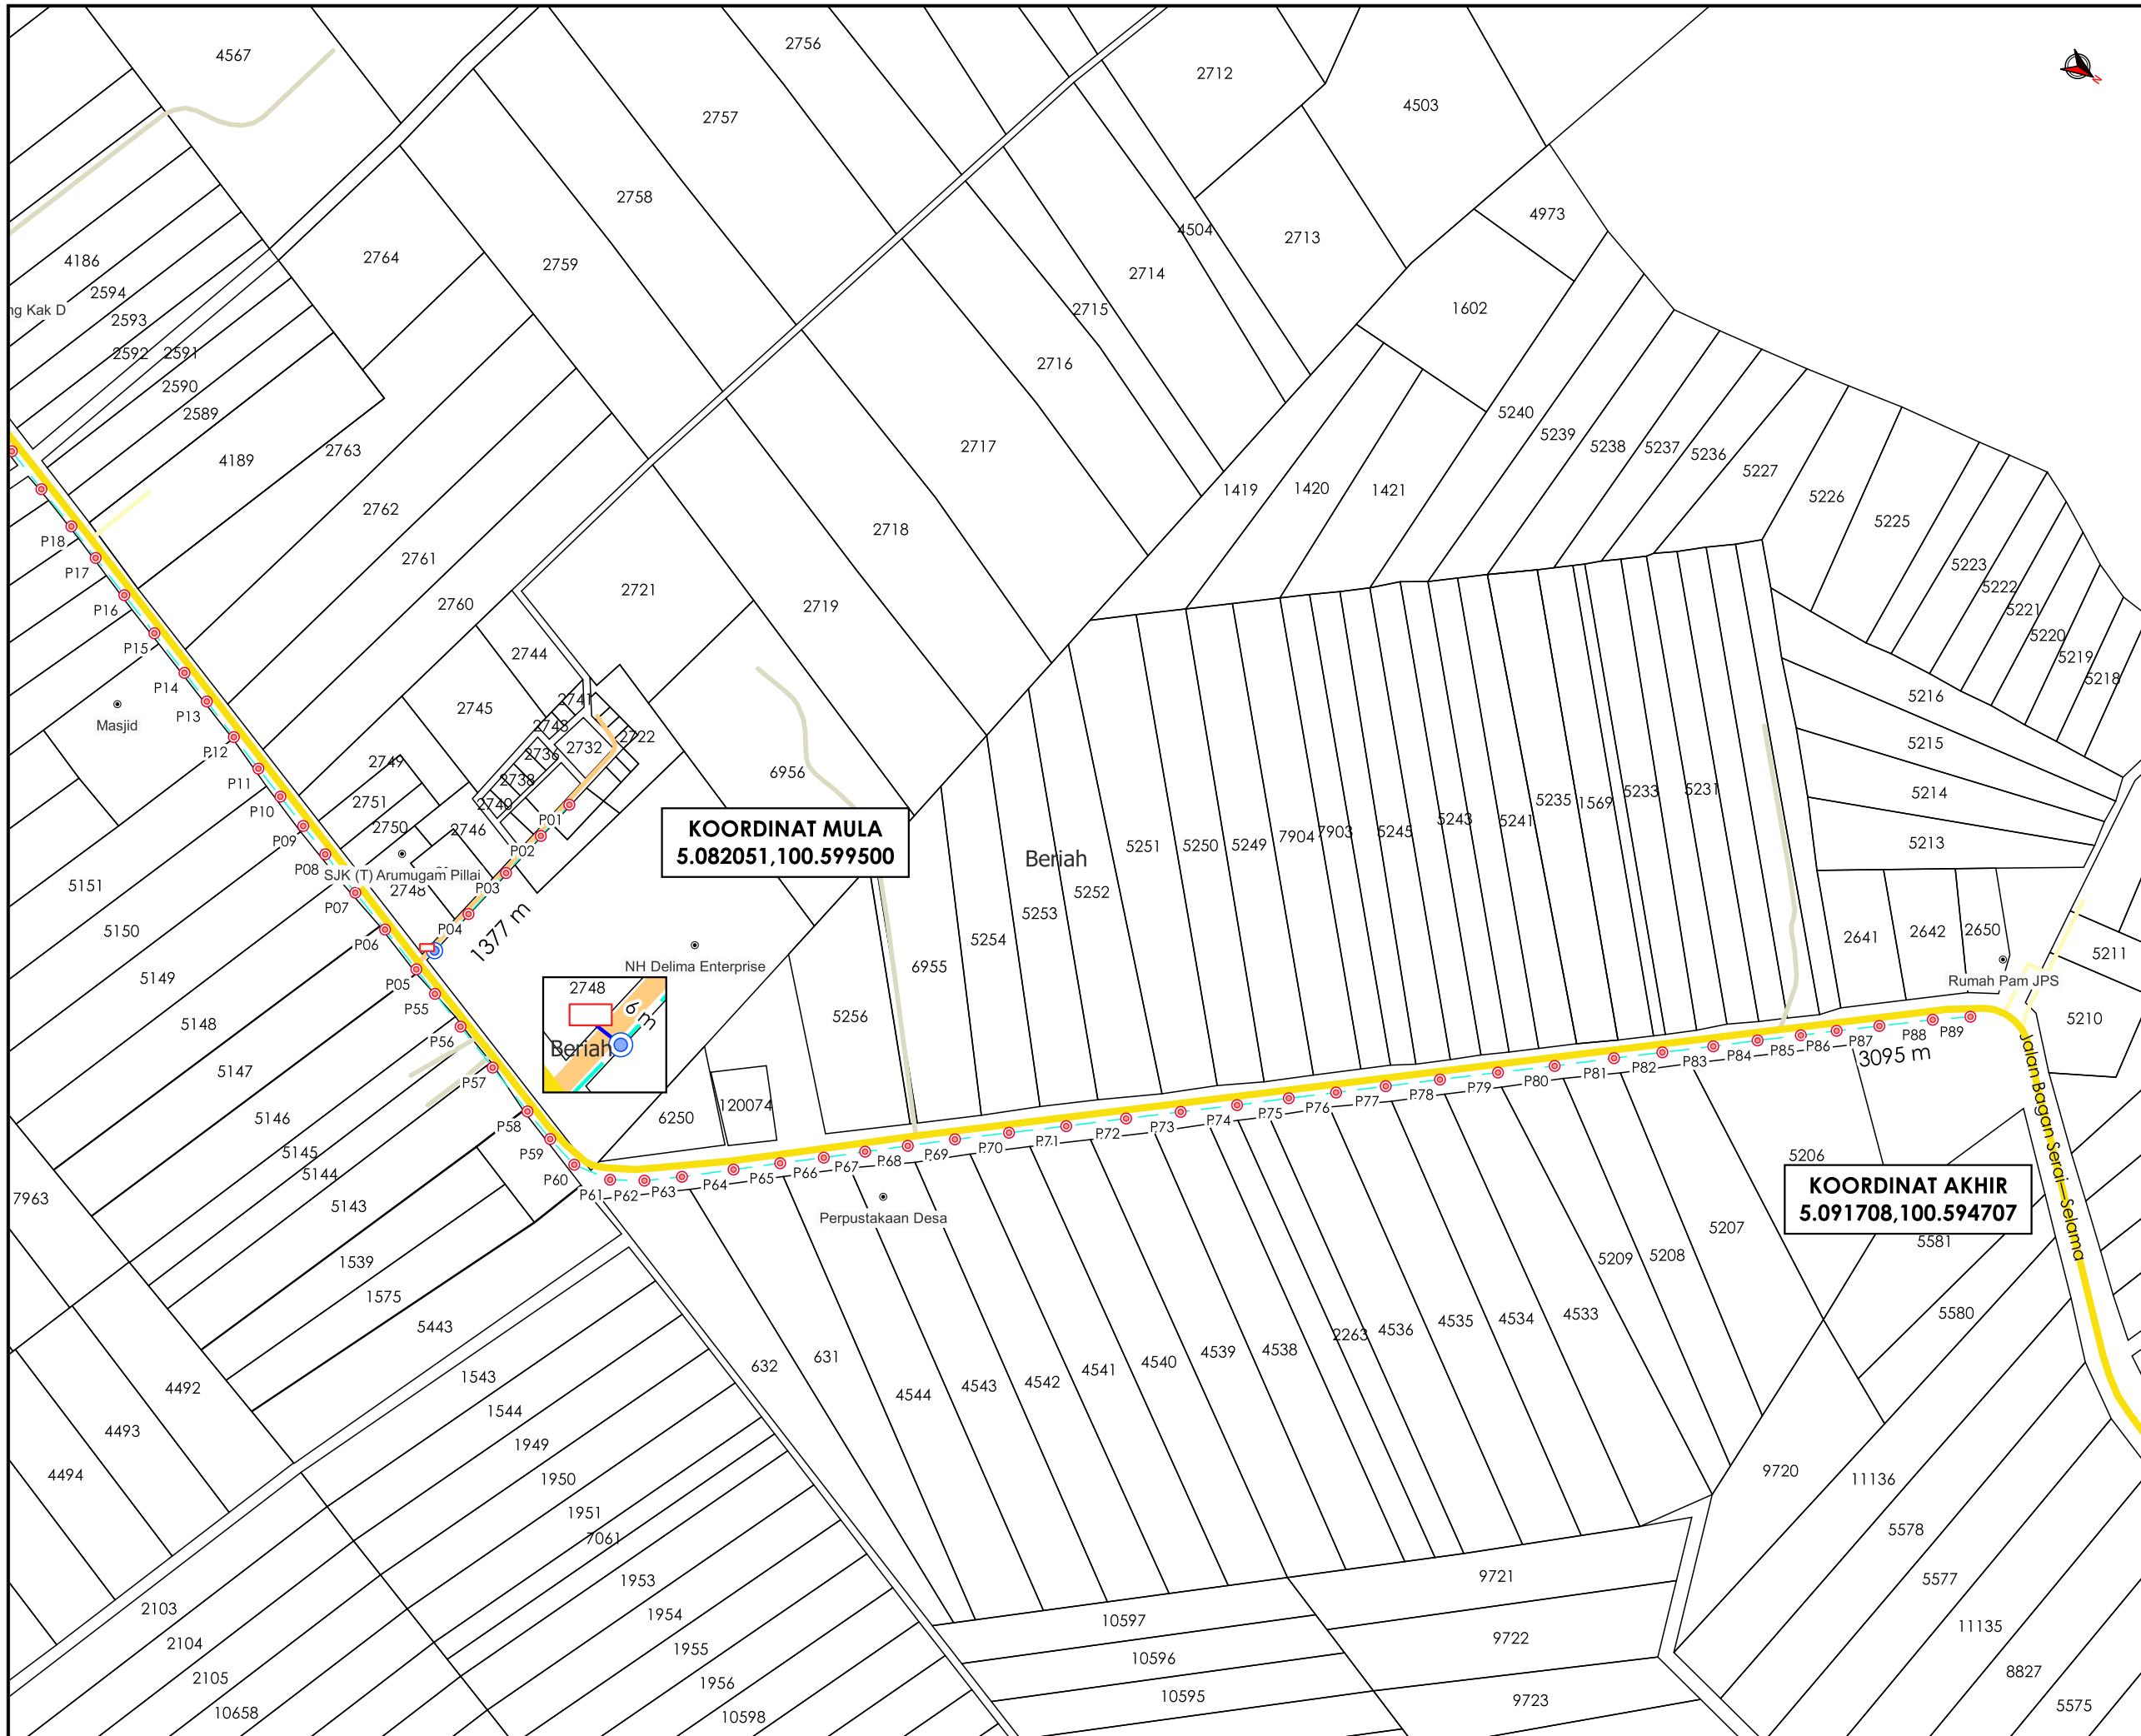 4567
2756
2712
4503
N
2757
2758
4504
2713
4973
4186
2764
2759
2714
2594
ng Kak D
2593
2715
1602
2592
2591
2590
2716
2589
5240
4189
2763
2717
5239
5238
5237
5236
5227
2762
2718
1419
1420
1421
5226
5225
P18
2761
P17
5223
5222
P16
2760
2721
2719
5221
5220
P15
2744
5219
5218
P14
5216
Masjid
P13
2745
2741
2743
2722
P12
2736
2732
5215
2749
6956
P11
2738
5214
P10
2751
2740
5235
1569
5233
5231
P09
2750
2746
P01
KOORDINAT MULA
5.082051,100.599500
7904
7903
5245
5243
5241
P08
P02
5251
5250
5249
5213
SJK (T) Arumugam Pillai
Beriah
P07
2748
P03
5252
5151
5253
5150
P04
1377 m
P06
5254
2641
2642
2650
5149
P05
NH Delima Enterprise
6955
5211
Rumah Pam JPS
P55
2748
9 m
Beriah
5148
5256
5210
P56
P57
P89
P88
P87
P86
P85
P84
P83
P82
P81
P80
P79
P78
P77
P76
P75
P74
P73
P72
P71
P70
P69
P68
P67
P66
P65
P64
P63
P62
P61
3095 m
Jalan Bagan Serai—Selama
5147
6250
120074
5146
P58
5145
P59
5206
5144
P60
KOORDINAT AKHIR
5.091708,100.594707
7963
5143
Perpustakaan Desa
5207
5581
1539
5209
5208
1575
5580
5443
632
631
2263
4536
4535
4534
4533
1543
4544
4543
4542
4541
4540
4539
4538
4492
1544
4493
1949
9720
11136
4494
1950
1951
5578
7061
1953
9721
5577
2103
1954
10597
11135
2104
1955
10596
9722
8827
2105
1956
10595
9723
5575
10658
10598